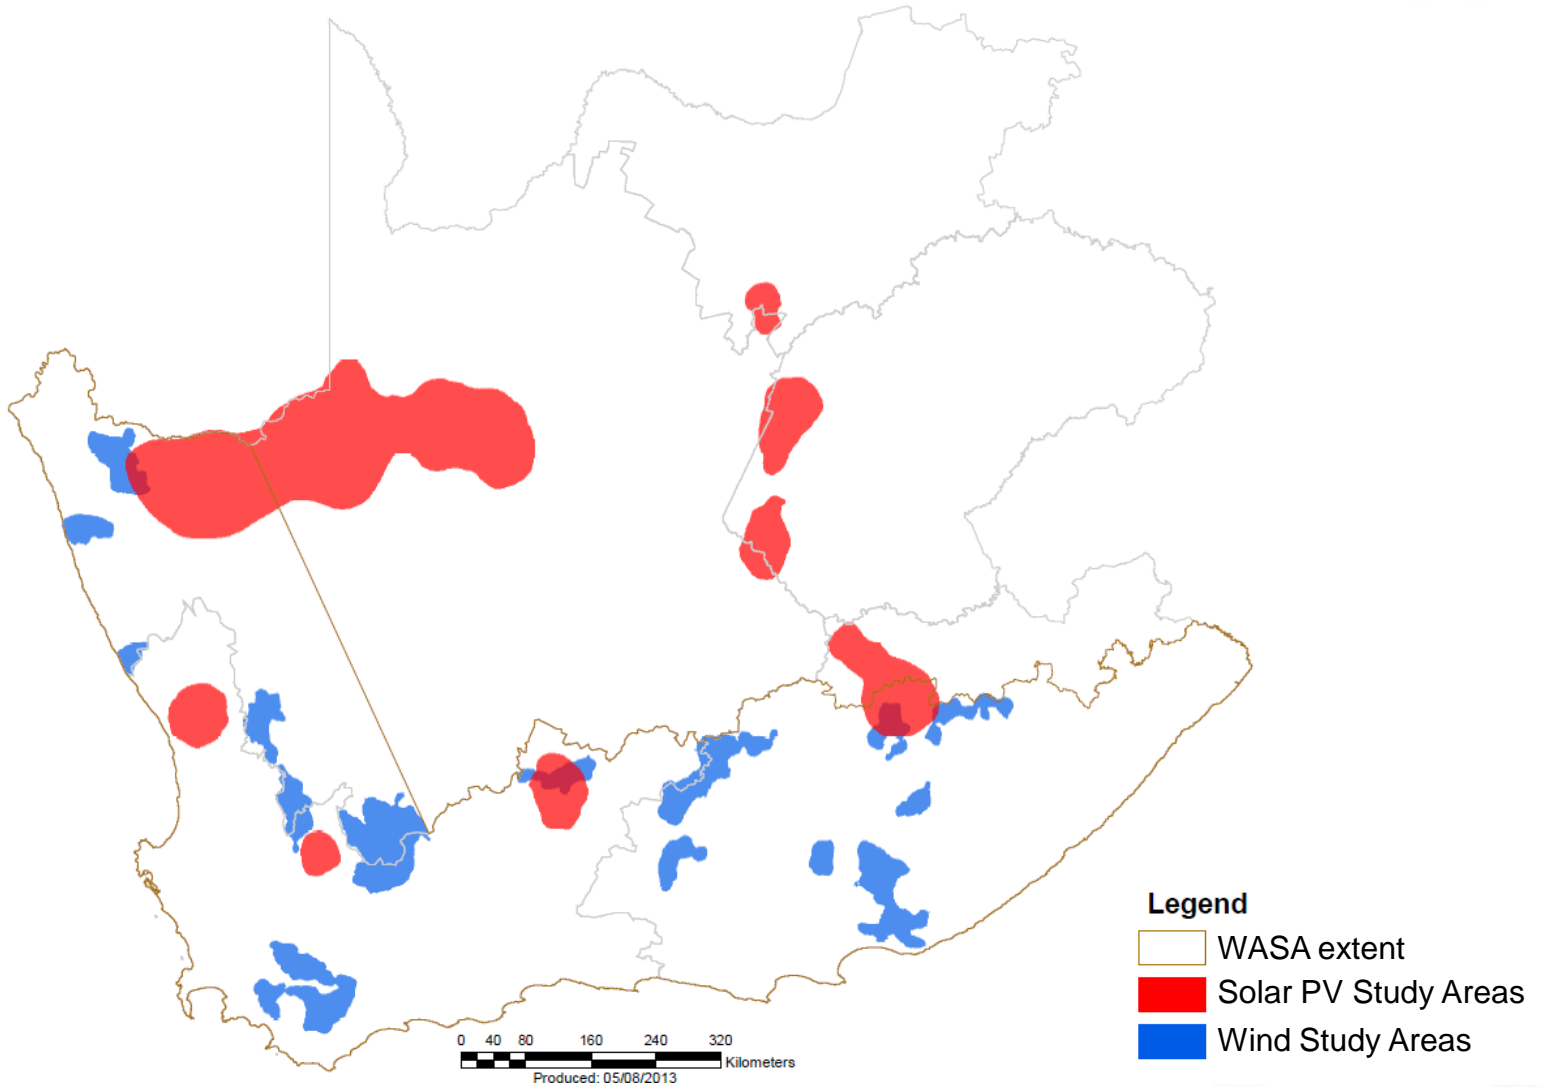 Legend
WASA extent
Solar PV Study Areas
Wind Study Areas
0 40 80 160 240 320
Kilometers
Produced: 05/08/2013